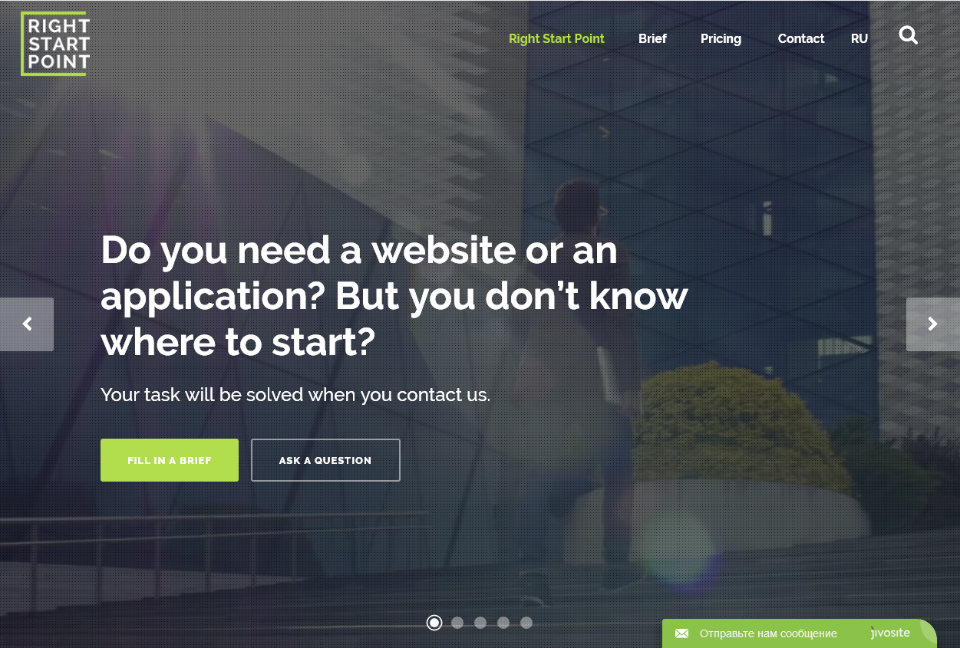 RIGHT
START
POINT
Right Start Point Brief Pricing Contact RU
Do you need a website or an
application? But you don’t know
where to start?
Your task will be solved when you contact us.
FILL IN A BRIEF ASK A QUESTION
Отправьте нам сообщение jivosite